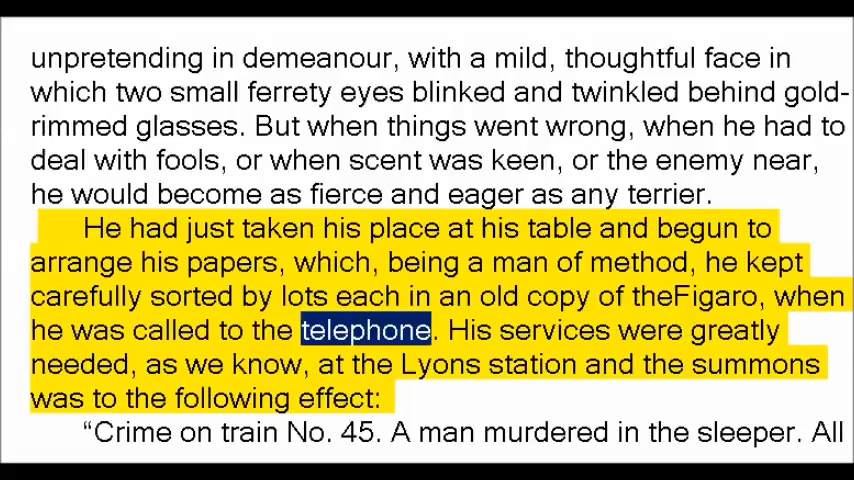 unpretending in demeanour, with a mild, thoughtful face in
which two small ferrety eyes blinked and twinkled behind gold-
rimmed glasses. But when things went wrong, when he had to
deal with fools, or when scent was keen, or the enemy near,
he would become as fierce and eager as any terrier.
He had just taken his place at his table and begun to
arrange his papers, which, being a man of method, he kept
carefully sorted by lots each in an old copy of theFigaro, when
he was called to the telephone. His services were greatly
needed, as we know, at the Lyons station and the summons
was to the following effect:
“Crime on train No. 45. A man murdered in the sleeper. All